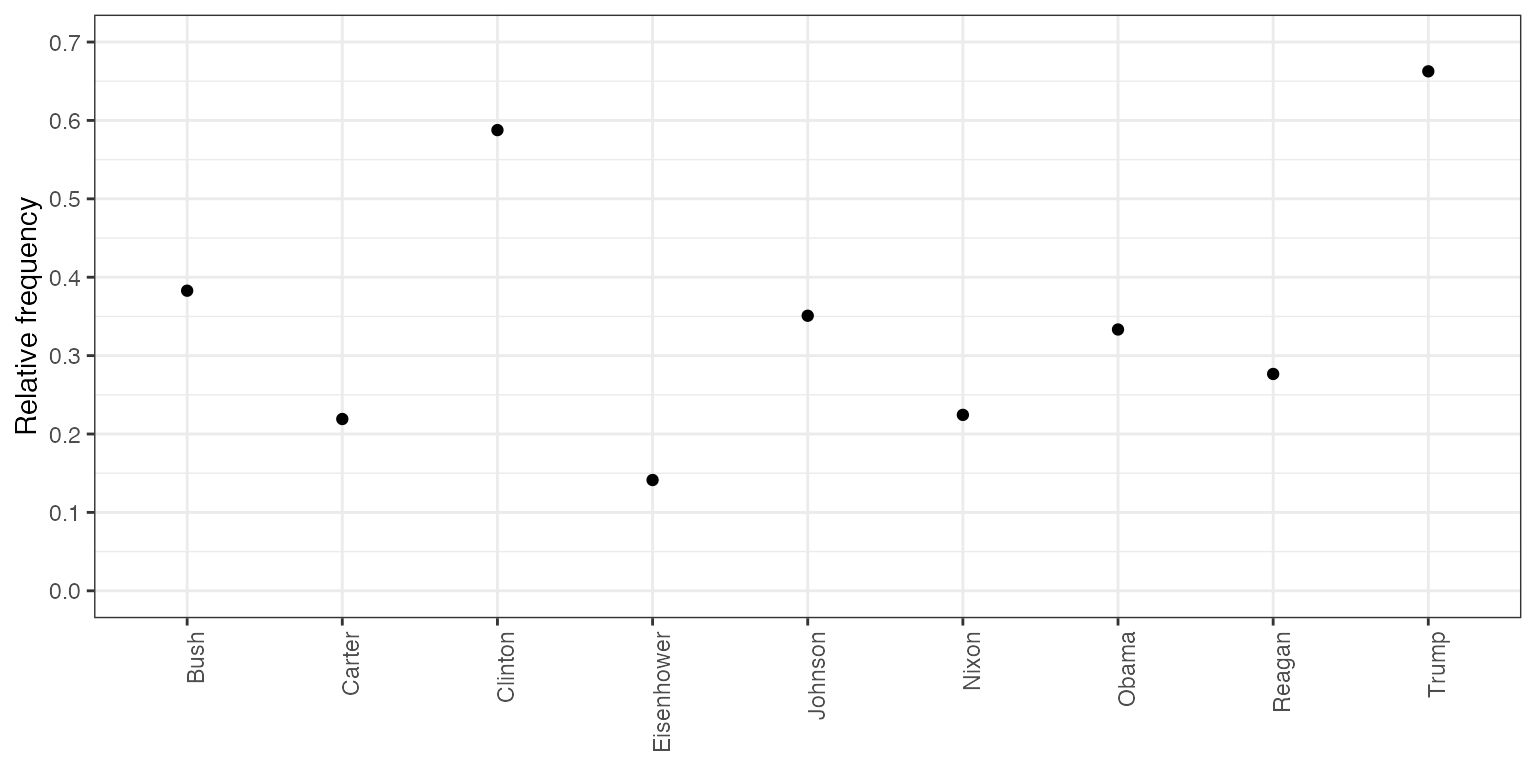 Relative frequency
0.7
0.6
0.5
0.4
0.3
0.2
0.1
0.0
Bush
Carter
Clinton
Eisenhower
Johnson
Nixon
Obama
Reagan
Trump